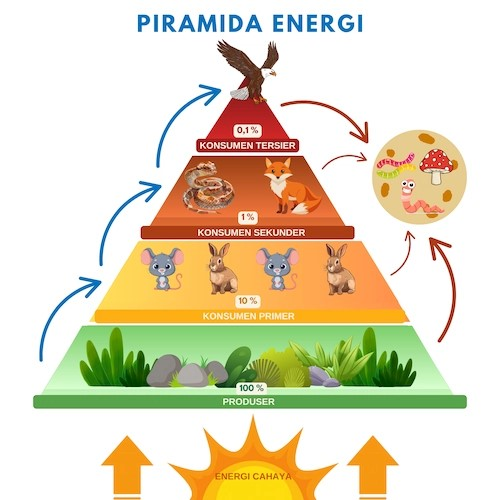 PIRAMIDA ENERGI
0,1 %
KONSUMEN TERSIER
1 %
KONSUMEN SEKUNDER
10 %
KONSUMEN PRIMER
100 %
PRODUSER
ENERGI CAHAYA